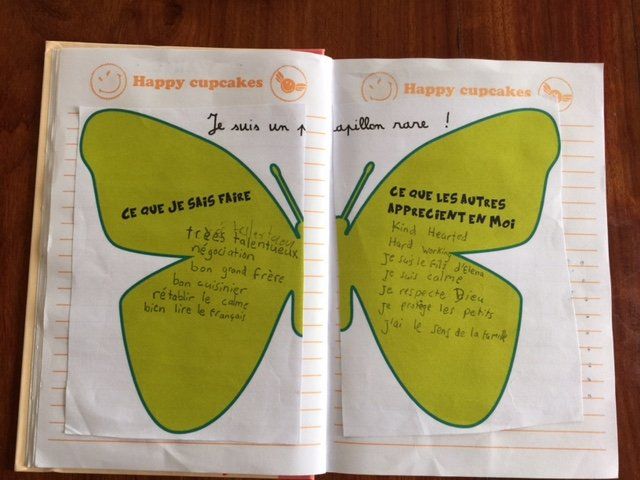 Happy cupcakes
Happy cupcakes
Je suis un papillon rare !
CE QUE JE SAIS FAIRE
très talentueux
négociation
bon grand frère
bon cuisinier
rétablir le calme
bien lire le français
CE QUE LES AUTRES
APPRECIENT EN MOI
Kind Hearted
Hard working
je suis le fils d'Elena
je suis calme
je respecte Dieu
je protège les petits
j'ai le sens de la famille